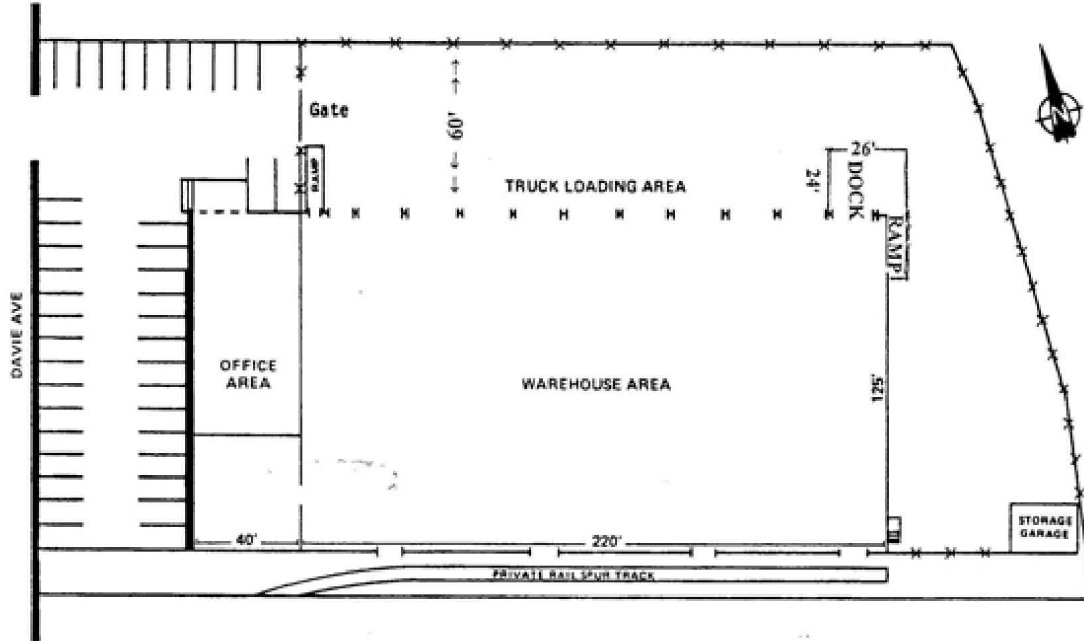 Gate
60'
26'
24'
DOCK
RAMP
TRUCK LOADING AREA
RAMP
DAVIE AVE
OFFICE
AREA
WAREHOUSE AREA
125'
STORAGE
GARAGE
40'
220'
PRIVATE RAIL SPUR TRACK
N